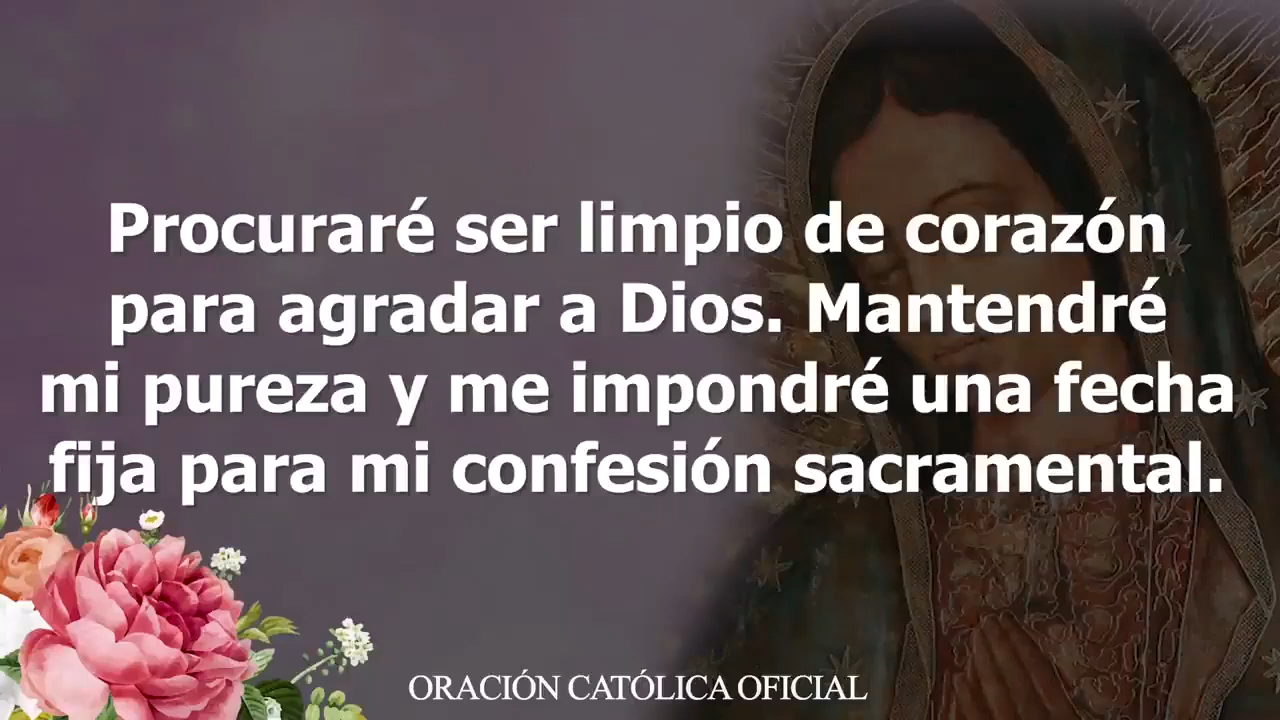 Procuraré ser limpio de corazón
para agradar a Dios. Mantendré
mi pureza y me impondré una fecha
fija para mi confesión sacramental.
ORACIÓN CATÓLICA OFICIAL